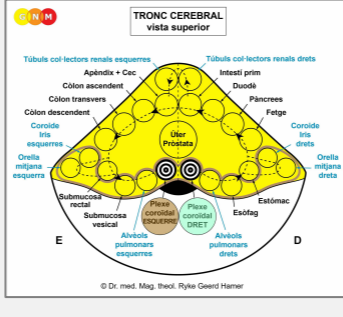 GNM
TRONC CEREBRAL
vista superior
Túbuls col·lectors renals esquerres
Túbuls col·lectors renals drets
Apèndix + Cec
Intestí prim
Còlon ascendent
Duodè
Còlon transvers
Pàncrees
Còlon descendent
Fetge
Úter
Pròstata
Coroide
Iris
esquerres
Coroide
Iris
drets
Orella
mitjana
esquerra
Orella
mitjana
dreta
Submucosa
rectal
Estómac
Submucosa
vesical
Esòfag
Plexe
coroïdal
ESQUERRE
Plexe
coroïdal
DRET
Alvèols
pulmonars
esquerres
Alvèols
pulmonars
drets
E
D
© Dr. med. Mag. theol. Ryke Geerd Hamer